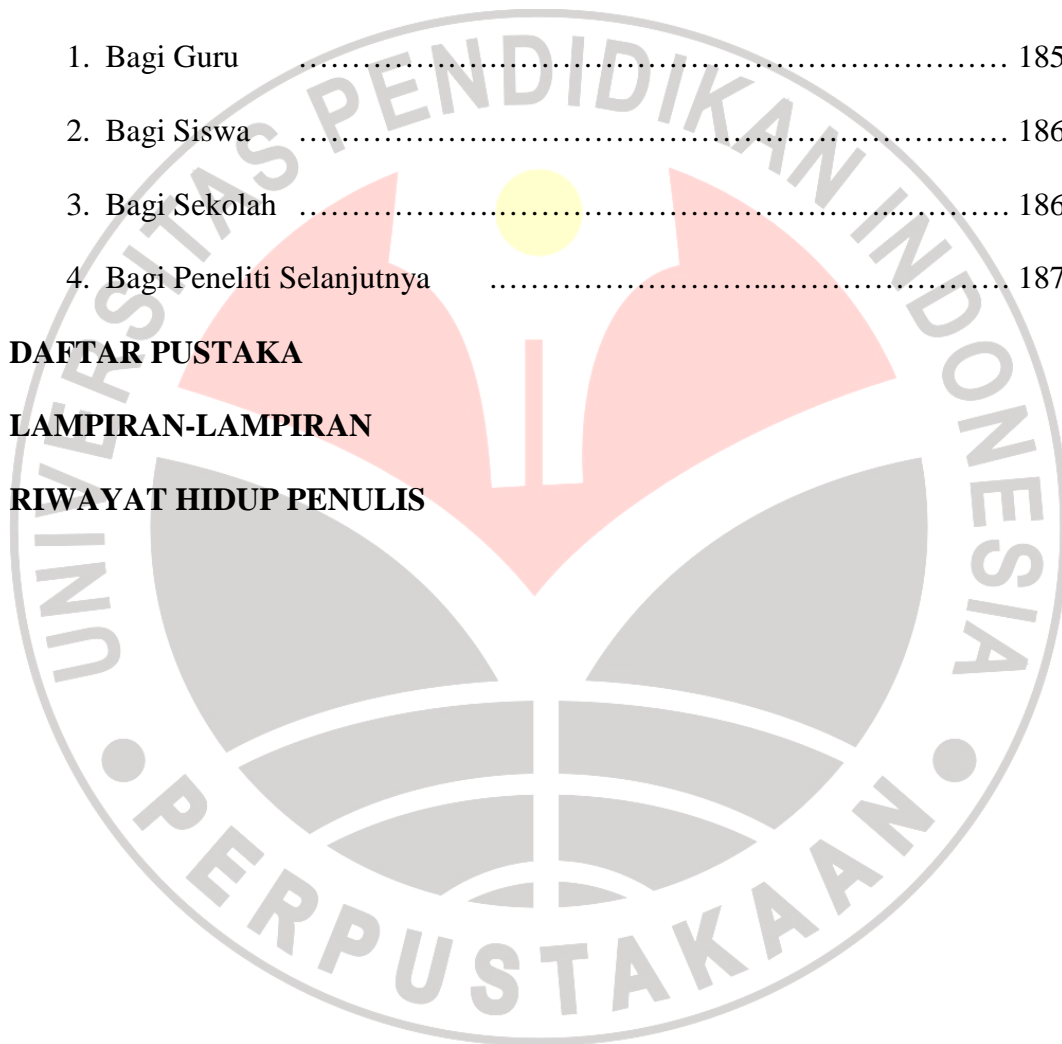 1. Bagi Guru ……………….…………………….……………… 185
2. Bagi Siswa ……………….…………………….……………… 186
3. Bagi Sekolah ……………….…………………….……...……… 186
4. Bagi Peneliti Selanjutnya .……………………...………………… 187
DAFTAR PUSTAKA
LAMPIRAN-LAMPIRAN
RIWAYAT HIDUP PENULIS
UNIVERSITAS PENDIDIKAN INDONESIA
PERPUSTAKAAN